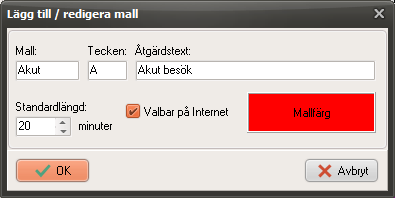 Lägg till / redigera mall
Mall: Tecken: Åtgärdstext:
Akut A Akut besök
Standardlängd:
20 minuter Valbar på Internet Mallfärg
OK Avbryt